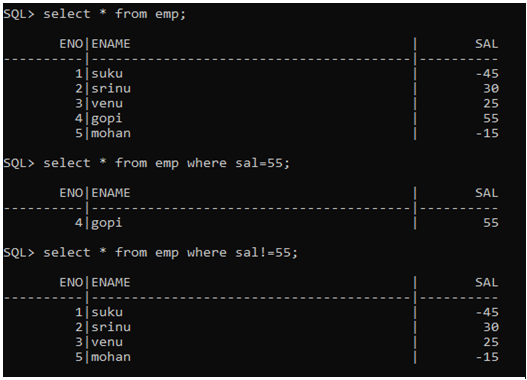 SQL> select * from emp;
ENO|ENAME | SAL
----------|----------------------------------------|----------
1|suku | -45
2|srinu | 30
3|venu | 25
4|gopi | 55
5|mohan | -15
SQL> select * from emp where sal=55;
ENO|ENAME | SAL
----------|----------------------------------------|----------
4|gopi | 55
SQL> select * from emp where sal!=55;
ENO|ENAME | SAL
----------|----------------------------------------|----------
1|suku | -45
2|srinu | 30
3|venu | 25
5|mohan | -15